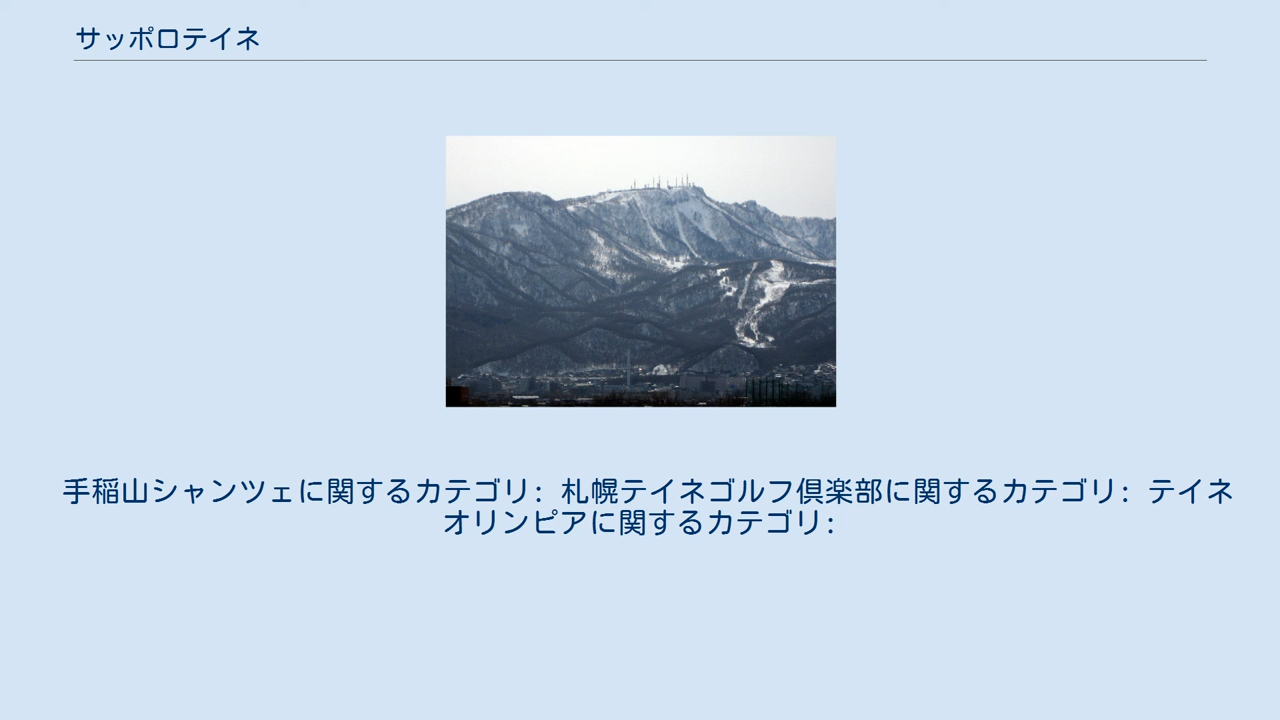 サッポロテイネ
手稲山シャンツェに関するカテゴリ: 札幌テイネゴルフ倶楽部に関するカテゴリ: テイネ
オリンピアに関するカテゴリ: